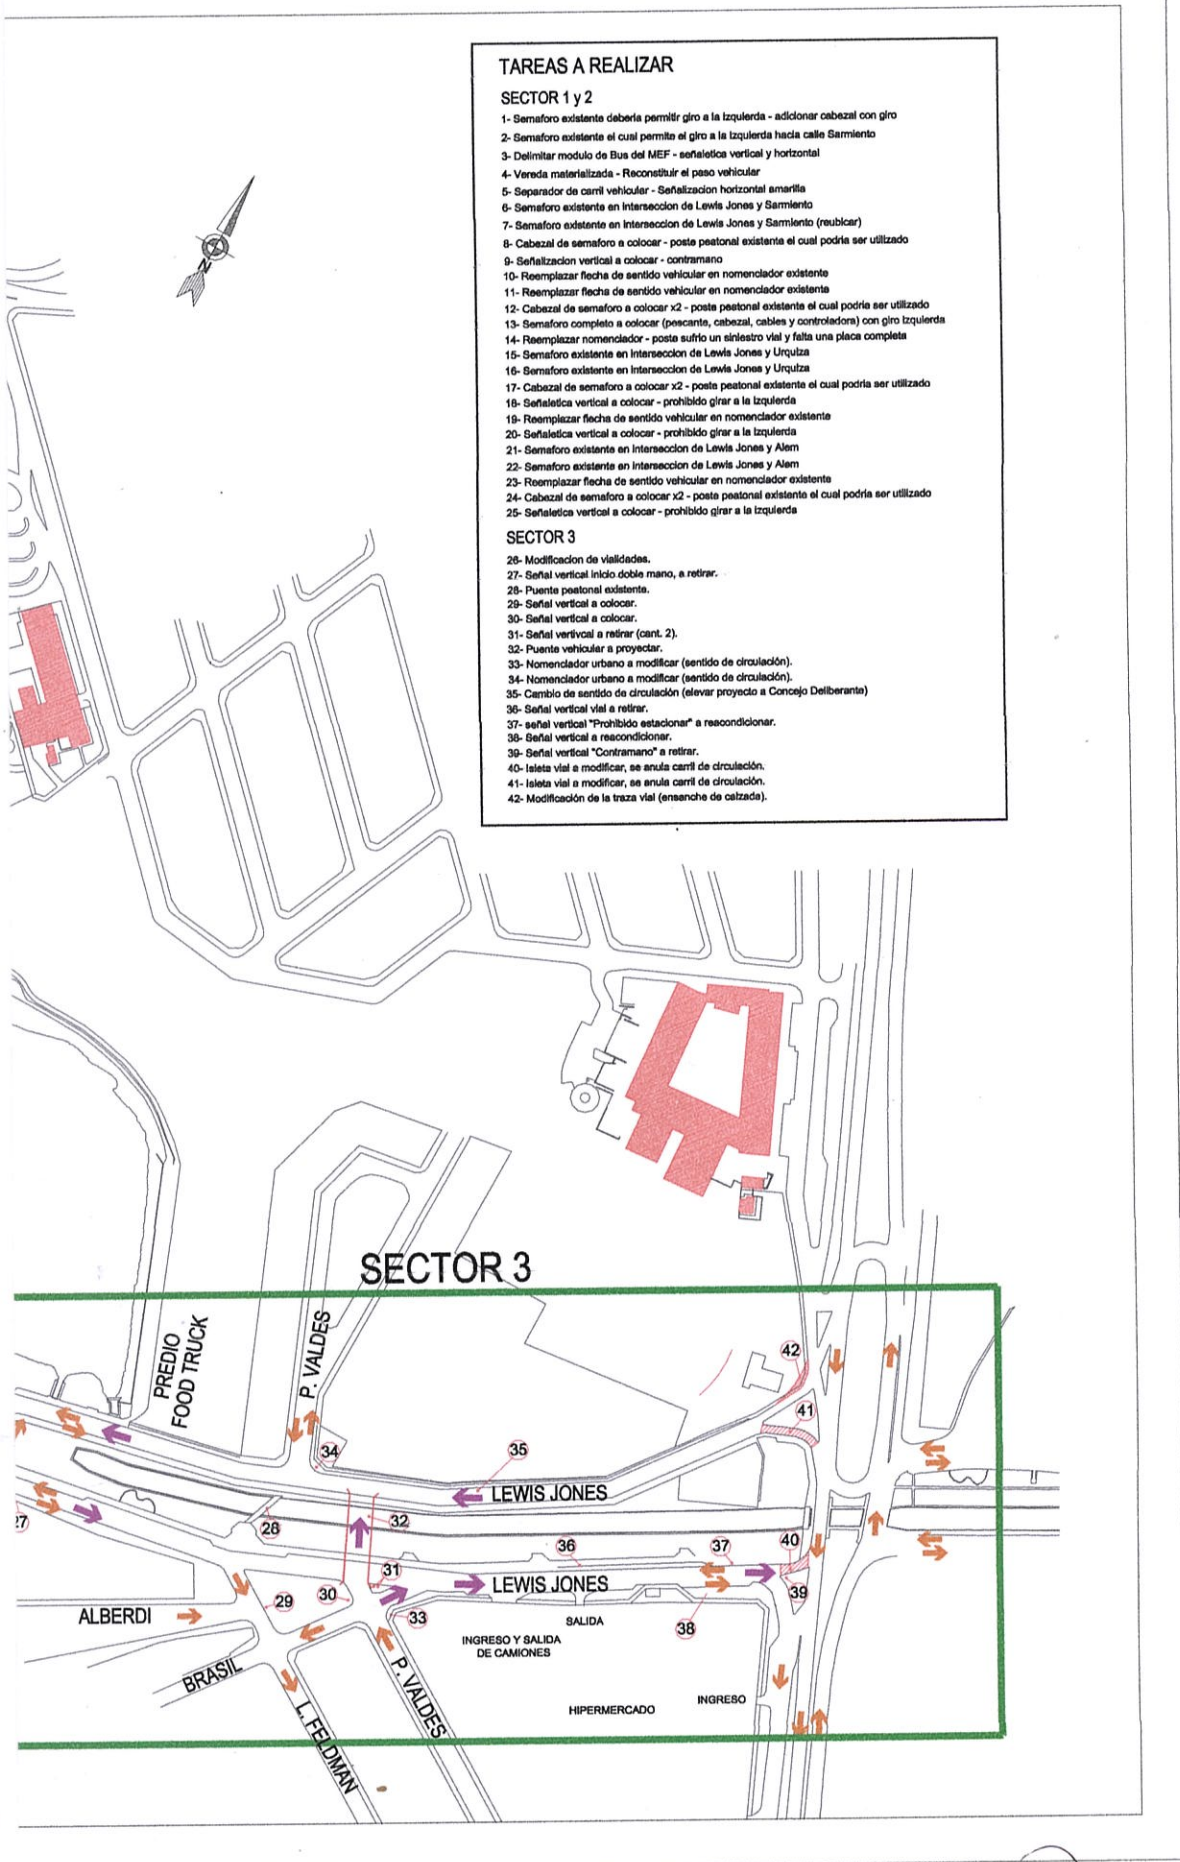 TAREAS A REALIZAR
SECTOR 1 y 2
1- Semaforo existente deberia permitir giro a la izquierda - adicionar cabezal con giro
2- Semaforo existente el cual permite el giro a la izquierda hacia calle Sarmiento
3- Delimitar modulo de Bus del MEF - señaletica vertical y horizontal
4- Vereda materializada - Reconstituir el paso vehicular
5- Separador de carril vehicular - Señalizacion horizontal amarilla
6- Semaforo existente en interseccion de Lewis Jones y Sarmiento
7- Semaforo existente en interseccion de Lewis Jones y Sarmiento (reubicar)
8- Cabezal de semaforo a colocar - poste peatonal existente el cual podria ser utilizado
9- Señalizacion vertical a colocar - contramano
10- Reemplazar flecha de sentido vehicular en nomenclador existente
11- Reemplazar flecha de sentido vehicular en nomenclador existente
12- Cabezal de semaforo a colocar x2 - poste peatonal existente el cual podria ser utilizado
13- Semaforo completo a colocar (pescante, cabezal, cables y controladora) con giro izquierda
14- Reemplazar nomenclador - poste sufrio un siniestro vial y falta una placa completa
15- Semaforo existente en interseccion de Lewis Jones y Urquiza
16- Semaforo existente en interseccion de Lewis Jones y Urquiza
17- Cabezal de semaforo a colocar x2 - poste peatonal existente el cual podria ser utilizado
18- Señaletica vertical a colocar - prohibido girar a la izquierda
19- Reemplazar flecha de sentido vehicular en nomenclador existente
20- Señaletica vertical a colocar - prohibido girar a la izquierda
21- Semaforo existente en interseccion de Lewis Jones y Alem
22- Semaforo existente en interseccion de Lewis Jones y Alem
23- Reemplazar flecha de sentido vehicular en nomenclador existente
24- Cabezal de semaforo a colocar x2 - poste peatonal existente el cual podria ser utilizado
25- Señaletica vertical a colocar - prohibido girar a la izquierda
SECTOR 3
26- Modificacion de vialidades.
27- Señal vertical inicio doble mano, a retirar.
28- Puente peatonal existente.
29- Señal vertical a colocar.
30- Señal vertical a colocar.
31- Señal vertivcal a retirar (cant. 2).
32- Puente vehicular a proyectar.
33- Nomenclador urbano a modificar (sentido de circulación).
34- Nomenclador urbano a modificar (sentido de circulación).
35- Cambio de sentido de circulación (elevar proyecto a Concejo Deliberante)
36- Señal vertical vial a retirar.
37- señal vertical "Prohibido estacionar" a reacondicionar.
38- Señal vertical a reacondicionar.
39- Señal vertical "Contramano" a retirar.
40- Isleta vial a modificar, se anula carril de circulación.
41- Isleta vial a modificar, se anula carril de circulación.
42- Modificación de la traza vial (ensanche de calzada).
N
SECTOR 3
PREDIO
FOOD TRUCK
P. VALDES
42
41
34
35
LEWIS JONES
27
28
32
36
37
40
31
LEWIS JONES
39
29
30
33
38
ALBERDI
SALIDA
INGRESO Y SALIDA
DE CAMIONES
BRASIL
P. VALDES
L. FELDMAN
HIPERMERCADO
INGRESO